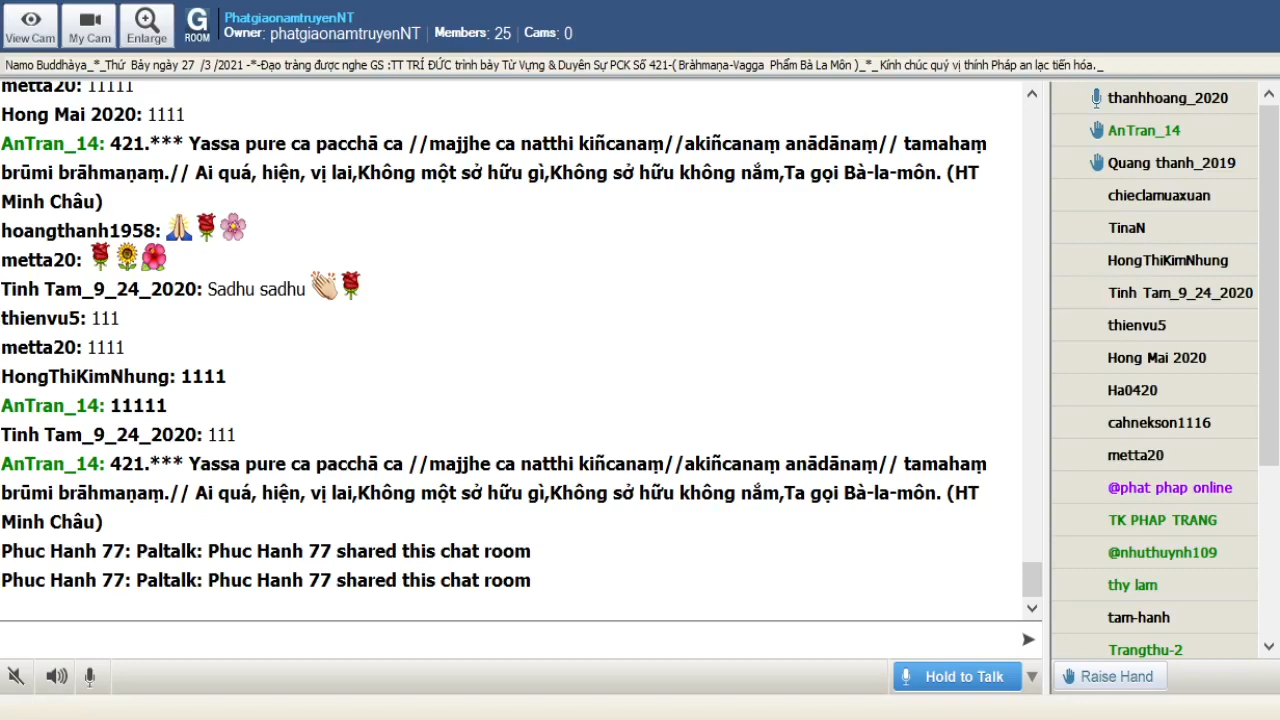 View Cam
My Cam
Enlarge
G
ROOM
PhatgiaonamtruyenNT
Owner: phatgiaonamtruyenNT
Members: 25
Cams: 0
Namo Buddhàya_*_Thứ Bảy ngày 27 /3 /2021 -*-Đạo tràng được nghe GS :TT TRÍ ĐỨC trình bày Từ Vựng & Duyên Sự PCK Số 421-( Bràhmaṇa-Vagga Phẩm Bà La Môn )_*_ Kính chúc quý vị thính Pháp an lạc tiến hóa._
metta20: 11111
Hong Mai 2020: 1111
AnTran_14: 421.*** Yassa pure ca pacchā ca //majjhe ca natthi kiñcanaṃ//akiñcanaṃ anādānaṃ// tamahaṃ
brūmi brāhmaṇaṃ.// Ai quá, hiện, vị lai,Không một sở hữu gì,Không sở hữu không nắm,Ta gọi Bà-la-môn. (HT
Minh Châu)
hoangthanh1958:
metta20:
Tinh Tam_9_24_2020: Sadhu sadhu
thienvu5: 111
metta20: 1111
HongThiKimNhung: 1111
AnTran_14: 11111
Tinh Tam_9_24_2020: 111
AnTran_14: 421.*** Yassa pure ca pacchā ca //majjhe ca natthi kiñcanaṃ//akiñcanaṃ anādānaṃ// tamahaṃ
brūmi brāhmaṇaṃ.// Ai quá, hiện, vị lai,Không một sở hữu gì,Không sở hữu không nắm,Ta gọi Bà-la-môn. (HT
Minh Châu)
Phuc Hanh 77: Paltalk: Phuc Hanh 77 shared this chat room
Phuc Hanh 77: Paltalk: Phuc Hanh 77 shared this chat room
Hold to Talk
thanhhoang_2020
AnTran_14
Quang thanh_2019
chieclamuaxuan
TinaN
HongThiKimNhung
Tinh Tam_9_24_2020
thienvu5
Hong Mai 2020
Ha0420
cahnekson1116
metta20
@phat phap online
TK PHAP TRANG
@nhuthuynh109
thy lam
tam-hanh
Trangthu-2
Raise Hand